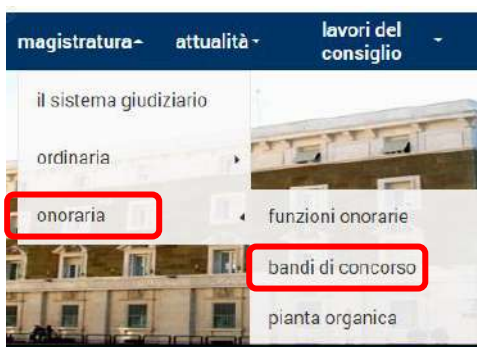 magistratura
attualità
lavori del
consiglio
il sistema giudiziario
ordinaria
onoraria
funzioni onorarie
bandi di concorso
pianta organica